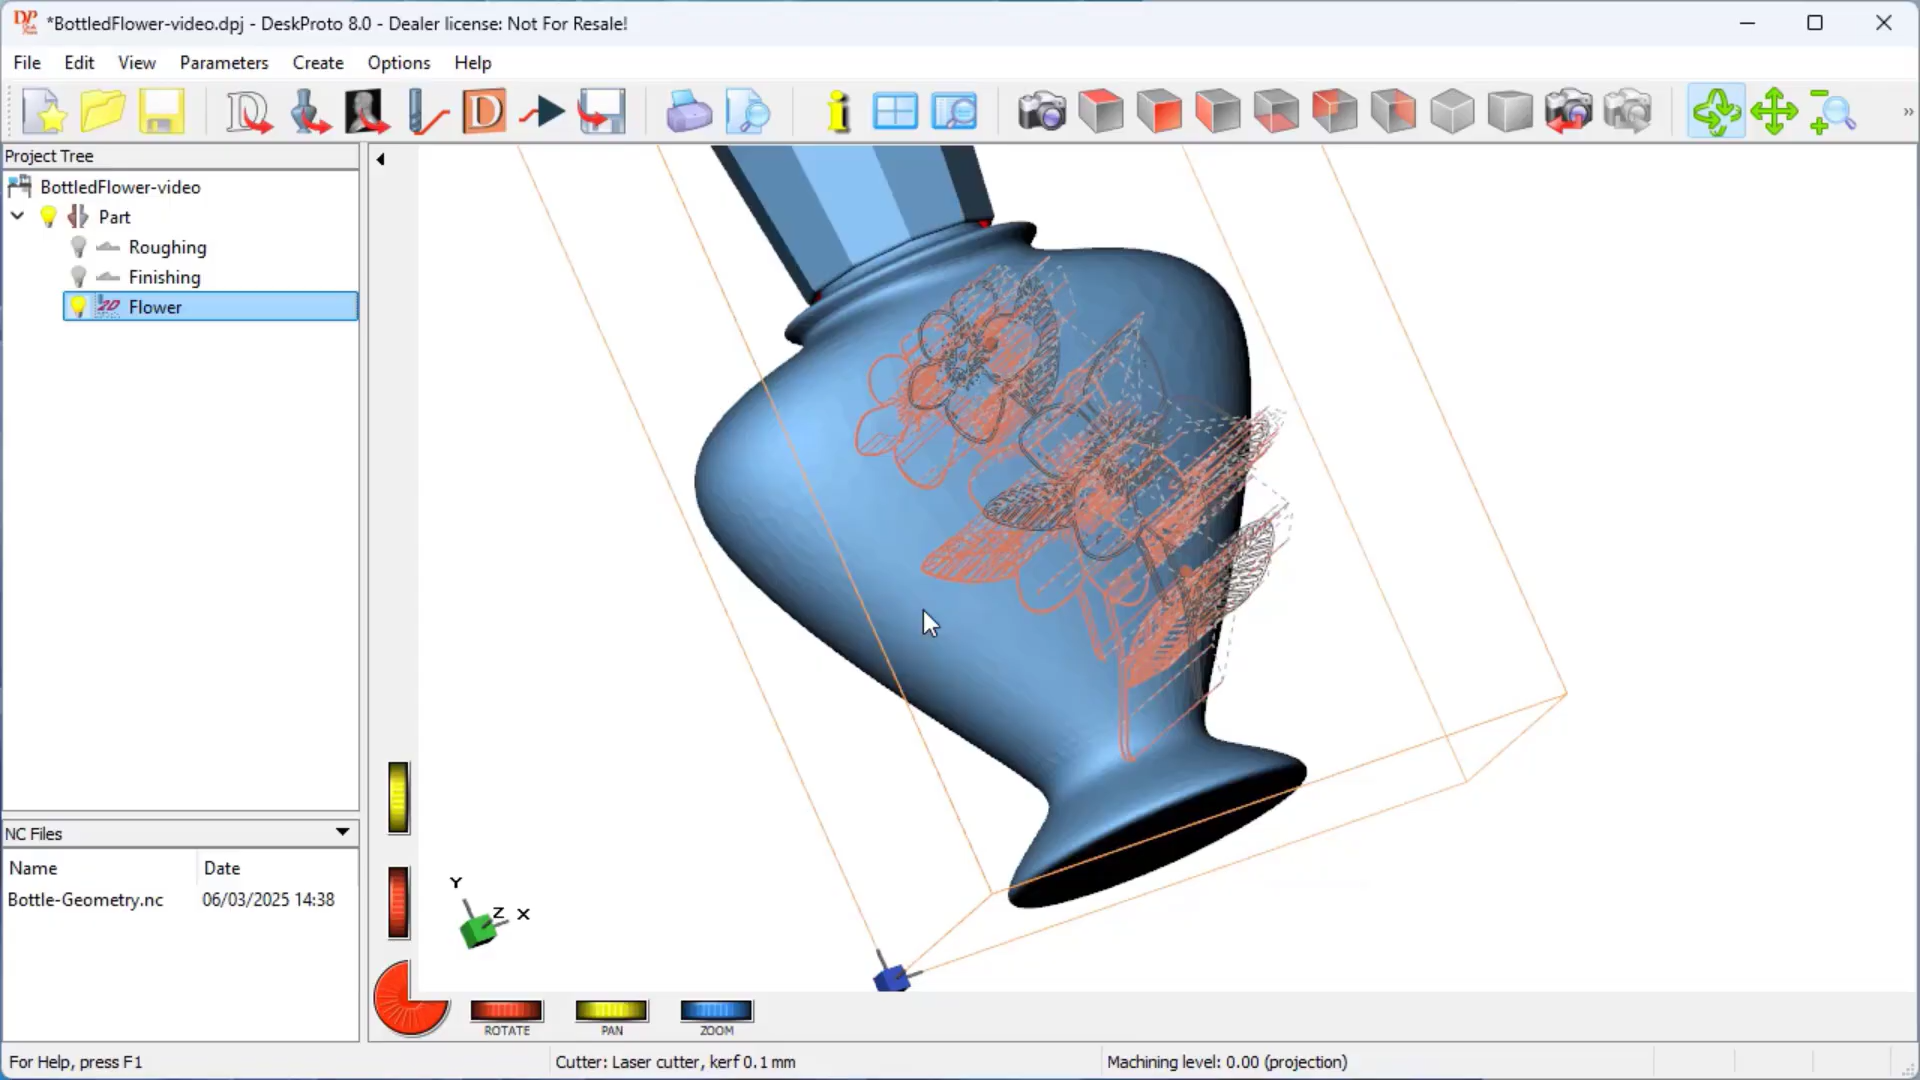 *BottledFlower-video.dpj - DeskProto 8.0 - Dealer license: Not For Resale!
File Edit View Parameters Create Options Help
Project Tree
BottledFlower-video
Part
Roughing
Finishing
2D Flower
NC Files
Name Date
Bottle-Geometry.nc 06/03/2025 14:38
Y
Z X
ROTATE PAN ZOOM
For Help, press F1 Cutter: Laser cutter, kerf 0.1 mm Machining level: 0.00 (projection)